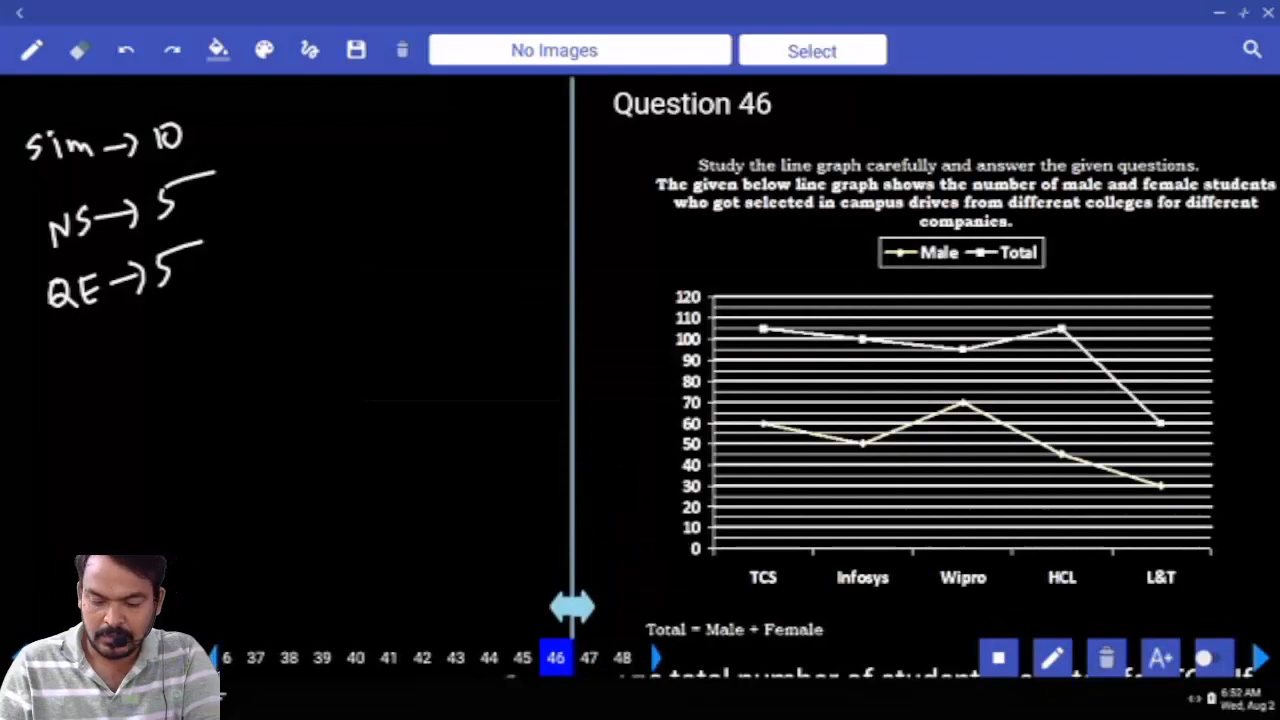 No Images
Select
Question 46
sim → 10
NS → 5
QE → 5
Study the line graph carefully and answer the given questions.
The given below line graph shows the number of male and female students
who got selected in campus drives from different colleges for different
companies.
Male Total
120
110
100
90
80
70
60
50
40
30
20
10
0
TCS Infosys Wipro HCL L&T
Total = Male + Female
6 37 38 39 40 41 42 43 44 45 46 47 48
total number of student
A+
6:52 AM
Wed, Aug 2